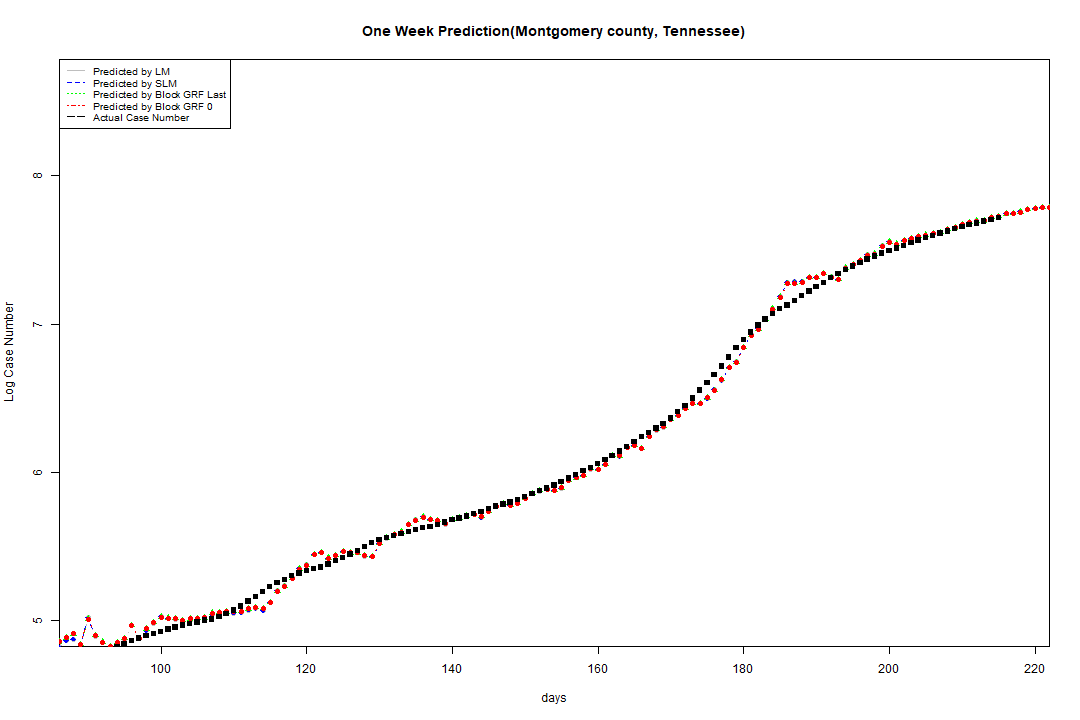 One Week Prediction(Montgomery county, Tennessee)
Predicted by LM
Predicted by SLM
Predicted by Block GRF Last
Predicted by Block GRF 0
Actual Case Number
8
7
6
5
Log Case Number
100 120 140 160 180 200 220
days